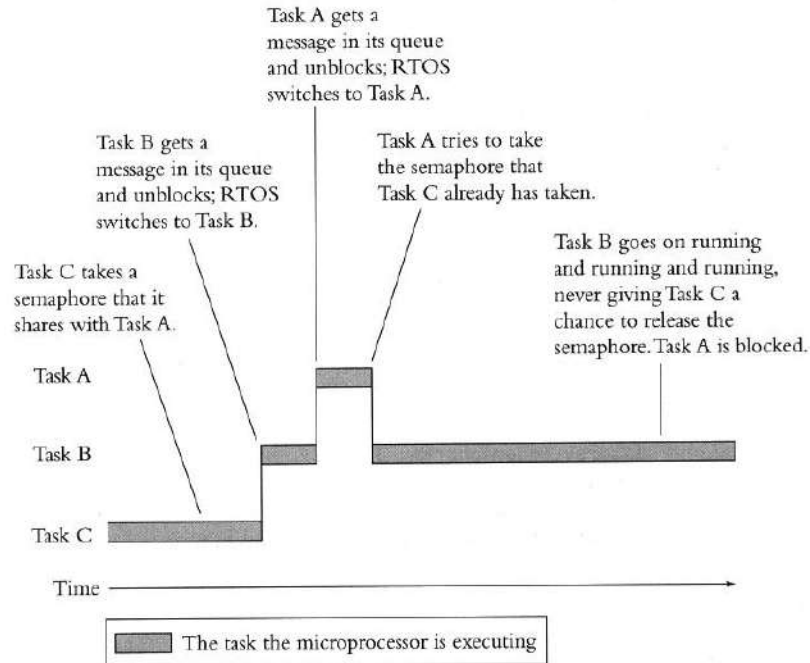 Task A gets a
message in its queue
and unblocks; RTOS
switches to Task A.
Task B gets a
message in its queue
and unblocks; RTOS
switches to Task B.
Task A tries to take
the semaphore that
Task C already has taken.
Task C takes a
semaphore that it
shares with Task A.
Task B goes on running
and running and running,
never giving Task C a
chance to release the
semaphore. Task A is blocked.
Task A
Task B
Task C
Time
The task the microprocessor is executing